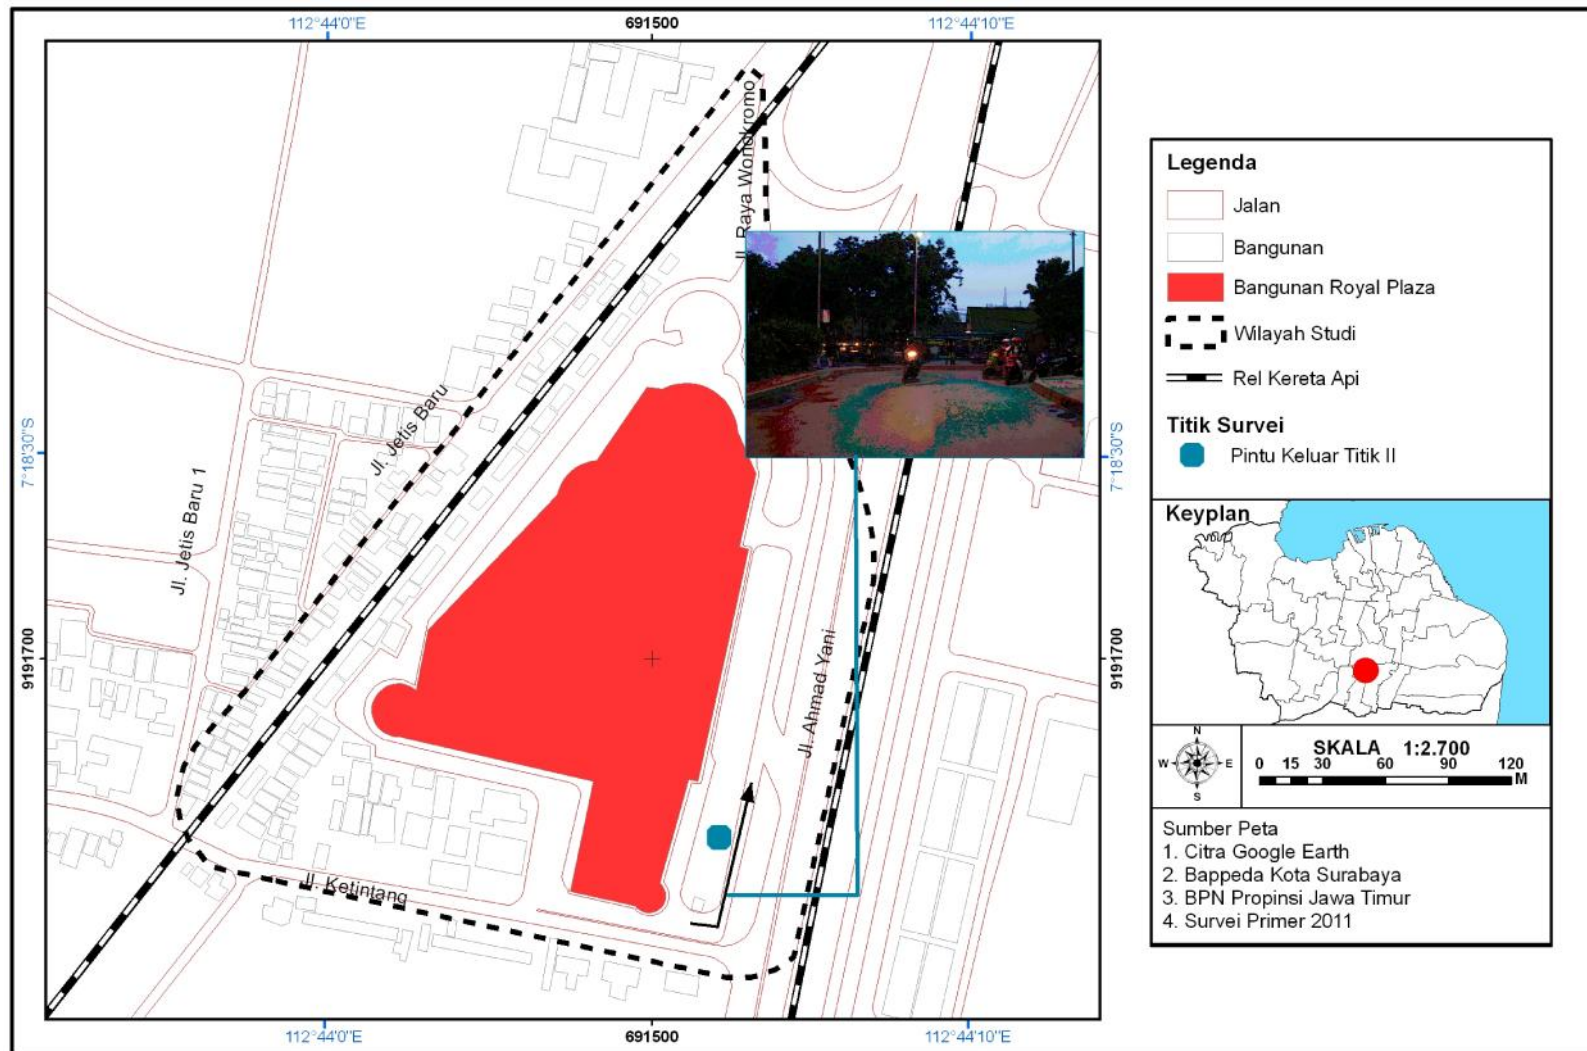 112°44'0"E
691500
112°44'10"E
Jl. Raya Wonokromo
Jl. Jetis Baru
Jl. Jetis Baru 1
7°18'30"S
7°18'30"S
9191700
9191700
Jl. Ahmad Yani
Jl. Ketintang
112°44'0"E
691500
112°44'10"E
Legenda
Jalan
Bangunan
Bangunan Royal Plaza
Wilayah Studi
Rel Kereta Api
Titik Survei
Pintu Keluar Titik II
Keyplan
N
W E
S
SKALA 1:2.700
0 15 30 60 90 120
M
Sumber Peta
1. Citra Google Earth
2. Bappeda Kota Surabaya
3. BPN Propinsi Jawa Timur
4. Survei Primer 2011